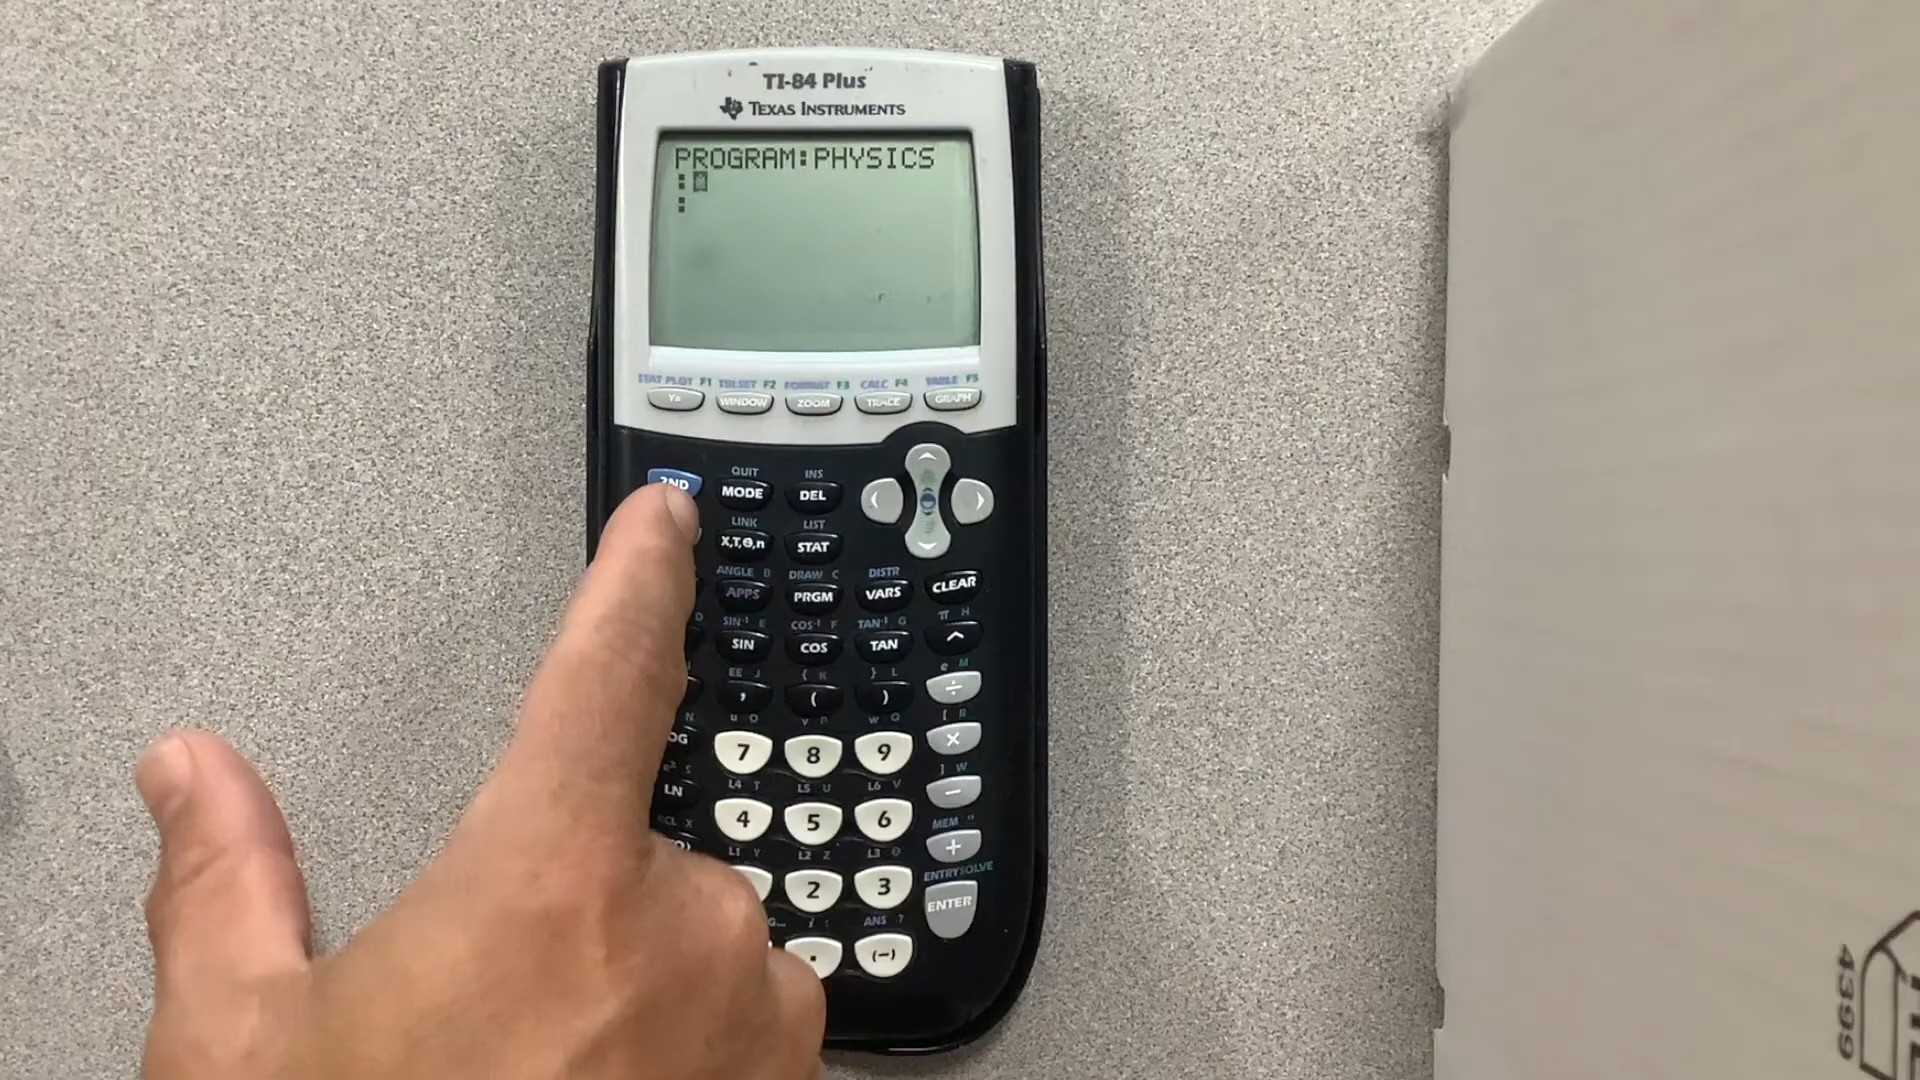 TI-84 Plus
TEXAS INSTRUMENTS
PROGRAM:PHYSICS
:
:
STAT PLOT F1 TBLSET F2 FORMAT F3 CALC F4 TABLE F5
Y= WINDOW ZOOM TRACE GRAPH
QUIT INS
2ND MODE DEL
LINK LIST
X,T,Θ,n STAT
ANGLE B DRAW C DISTR
APPS PRGM VARS CLEAR
D SIN⁻¹ E COS⁻¹ F TAN⁻¹ G π H
SIN COS TAN ^
EE J { K } L e M
, ( ) ÷
N u O v P w Q [ R
OG 7 8 9 ×
eˣ S L4 T L5 U L6 V ] W
LN 4 5 6 −
RCL X L1 Y L2 Z L3 θ MEM "
2 3 +
i : ANS ? ENTRY SOLVE
. (−) ENTER
4399